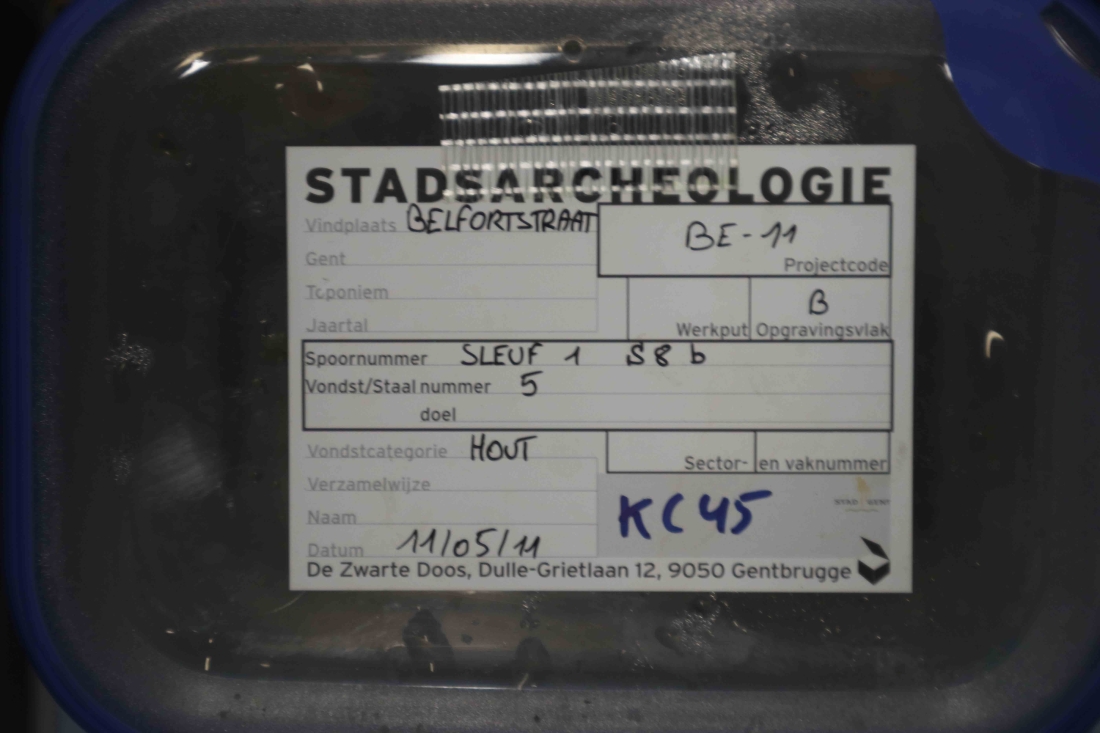 STADSARCHEOLOGIE
Vindplaats BELFORTSTRAAT
BE-11
Projectcode
Gent
Toponiem
Jaartal
Werkput
B
Opgravingsvlak
Spoornummer SLEUF 1 S8 b
Vondst/Staal nummer 5
doel
Vondstcategorie HOUT
Sector- en vaknummer
Verzamelwijze
Naam
Datum 11/05/11
KC45
STAD GENT
De Zwarte Doos, Dulle-Grietlaan 12, 9050 Gentbrugge